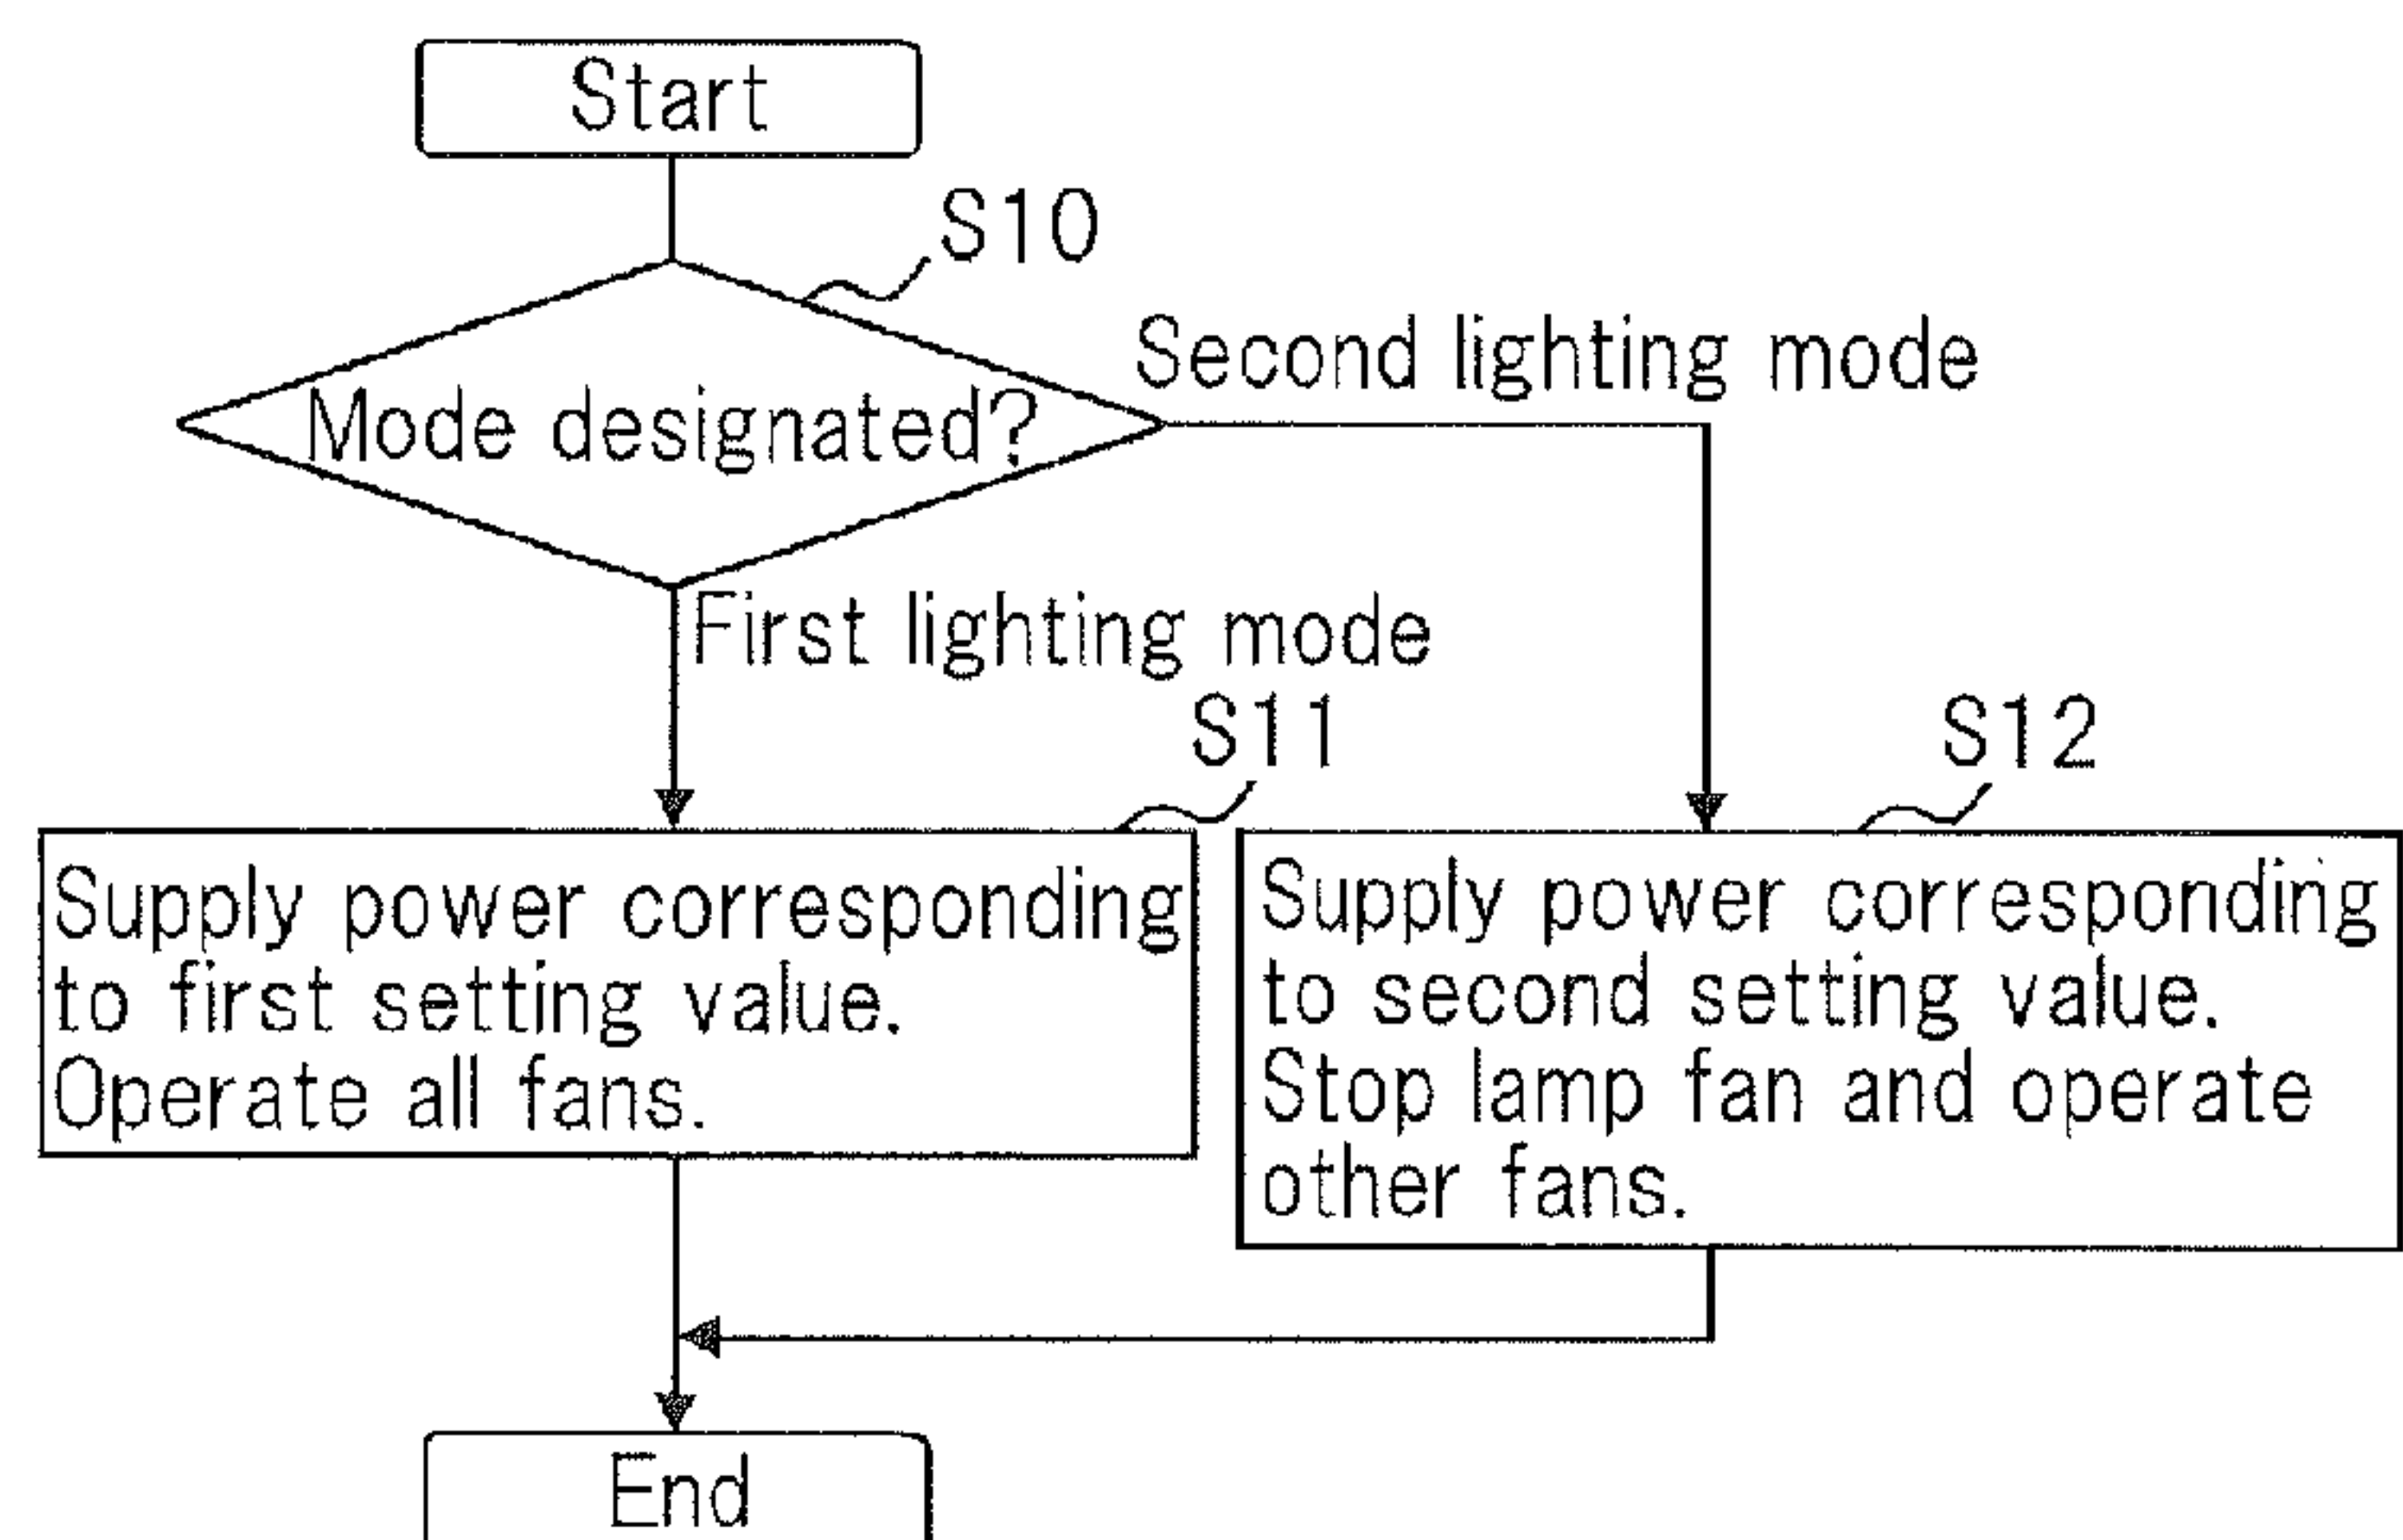 Start
S10
Second lighting mode
Mode designated?
First lighting mode
S11
S12
Supply power corresponding
to first setting value.
Operate all fans.
Supply power corresponding
to second setting value.
Stop lamp fan and operate
other fans.
End